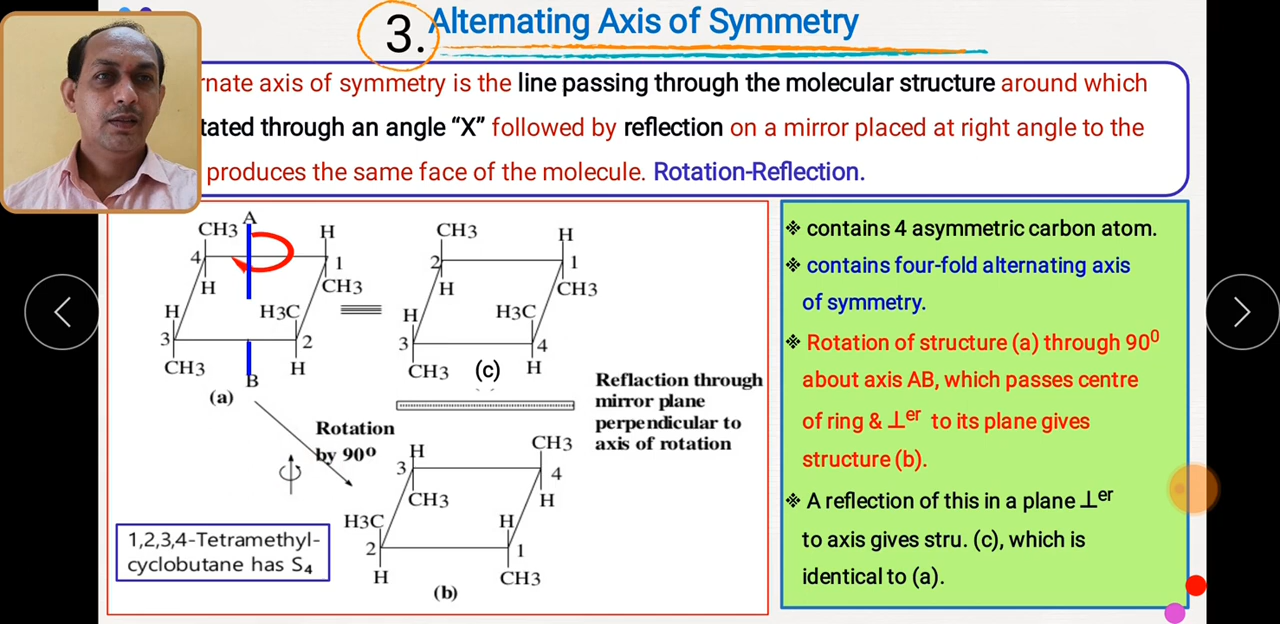 3. Alternating Axis of Symmetry
axis of symmetry is the line passing through the molecular structure around which
through an angle “X” followed by reflection on a mirror placed at right angle to the
produces the same face of the molecule. Rotation-Reflection.
A
CH3 H
4 1
H CH3
H H3C
3 2
CH3 H
B
(a)
CH3 H
2 1
H CH3
H H3C
3 4
CH3 (c) H
Reflaction through
mirror plane
perpendicular to
axis of rotation
Rotation
by 90º
H CH3
3 4
CH3 H
H3C H
2 1
H CH3
(b)
1,2,3,4-Tetramethyl-
cyclobutane has S₄
❖ contains 4 asymmetric carbon atom.
❖ contains four-fold alternating axis
of symmetry.
❖ Rotation of structure (a) through 90⁰
about axis AB, which passes centre
of ring & ⊥ᵉʳ to its plane gives
structure (b).
❖ A reflection of this in a plane ⊥ᵉʳ
to axis gives stru. (c), which is
identical to (a).